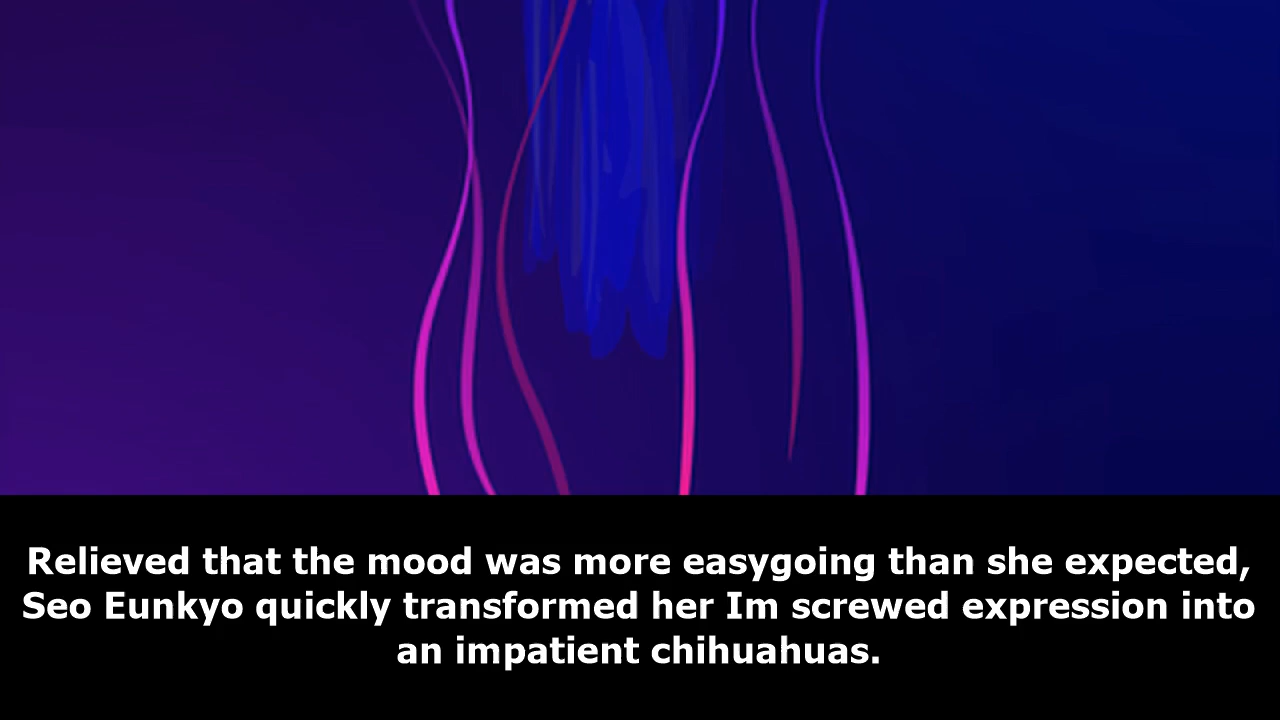 Relieved that the mood was more easygoing than she expected,
Seo Eunkyo quickly transformed her Im screwed expression into
an impatient chihuahuas.